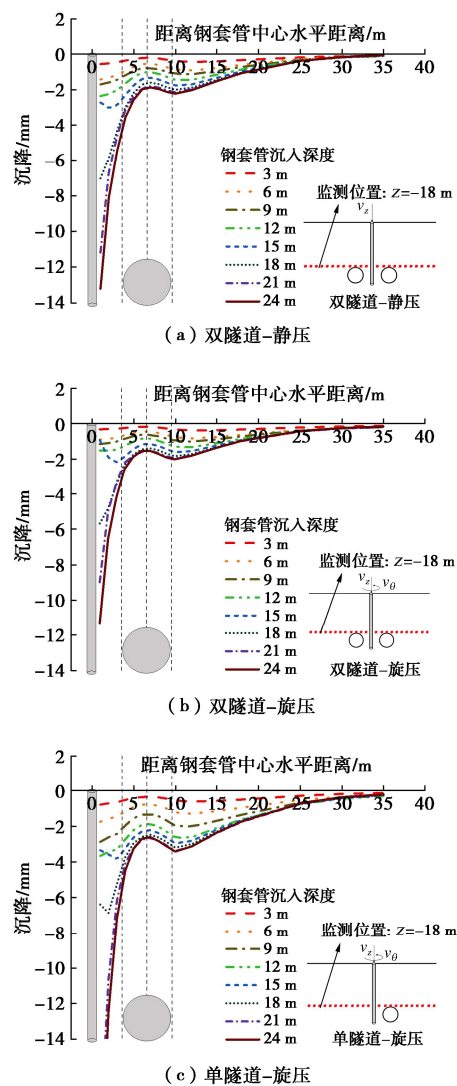 距离钢套管中心水平距离/m
2
0
−2
−4
−6
−8
−10
−12
−14
沉降/mm
0 5 10 15 20 25 30 35 40
钢套管沉入深度
3 m
6 m
9 m
12 m
15 m
18 m
21 m
24 m
监测位置: z=−18 m
v_z
双隧道–静压
(a) 双隧道–静压
距离钢套管中心水平距离/m
2
0
−2
−4
−6
−8
−10
−12
−14
沉降/mm
0 5 10 15 20 25 30 35 40
钢套管沉入深度
3 m
6 m
9 m
12 m
15 m
18 m
21 m
24 m
监测位置: z=−18 m
v_z v_θ
双隧道–旋压
(b) 双隧道–旋压
距离钢套管中心水平距离/m
2
0
−2
−4
−6
−8
−10
−12
−14
沉降/mm
0 5 10 15 20 25 30 35 40
钢套管沉入深度
3 m
6 m
9 m
12 m
15 m
18 m
21 m
24 m
监测位置: z=−18 m
v_z v_θ
单隧道–旋压
(c) 单隧道–旋压